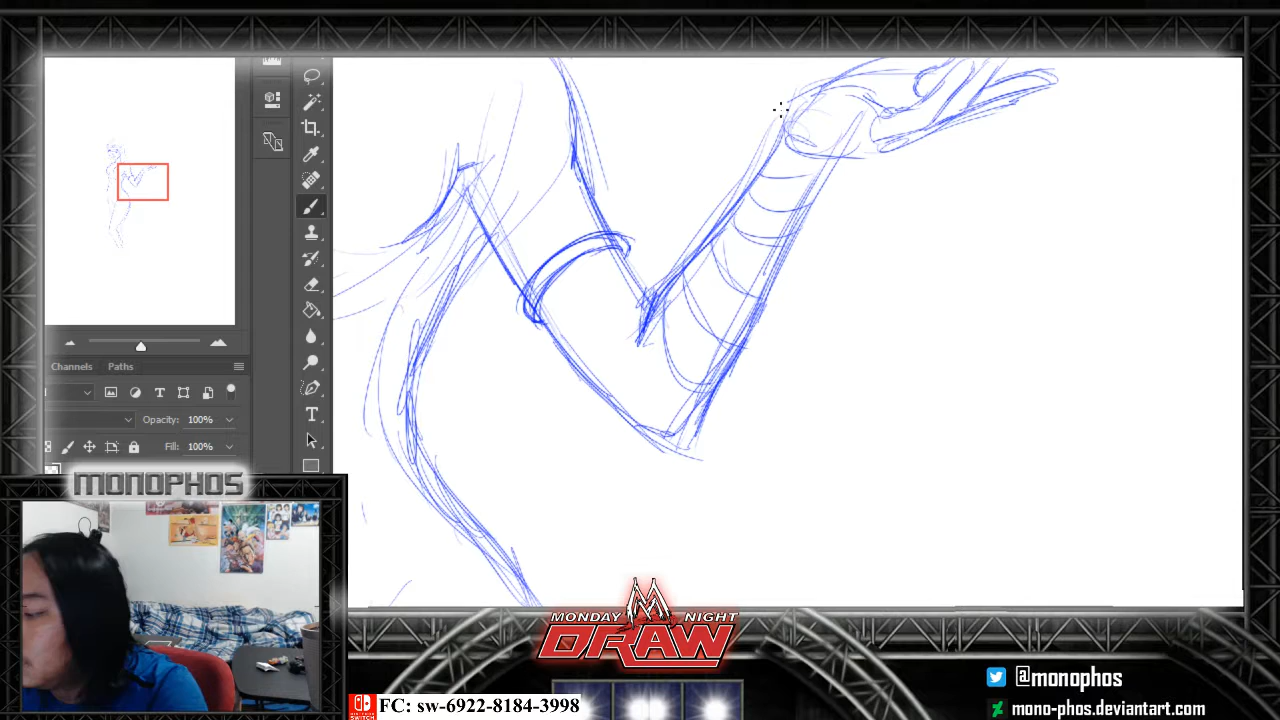 Channels Paths
Opacity: 100%
Fill: 100%
MONOPHOS
MONDAY NIGHT
DRAW
FC: sw-6922-8184-3998
@monophos
mono-phos.deviantart.com